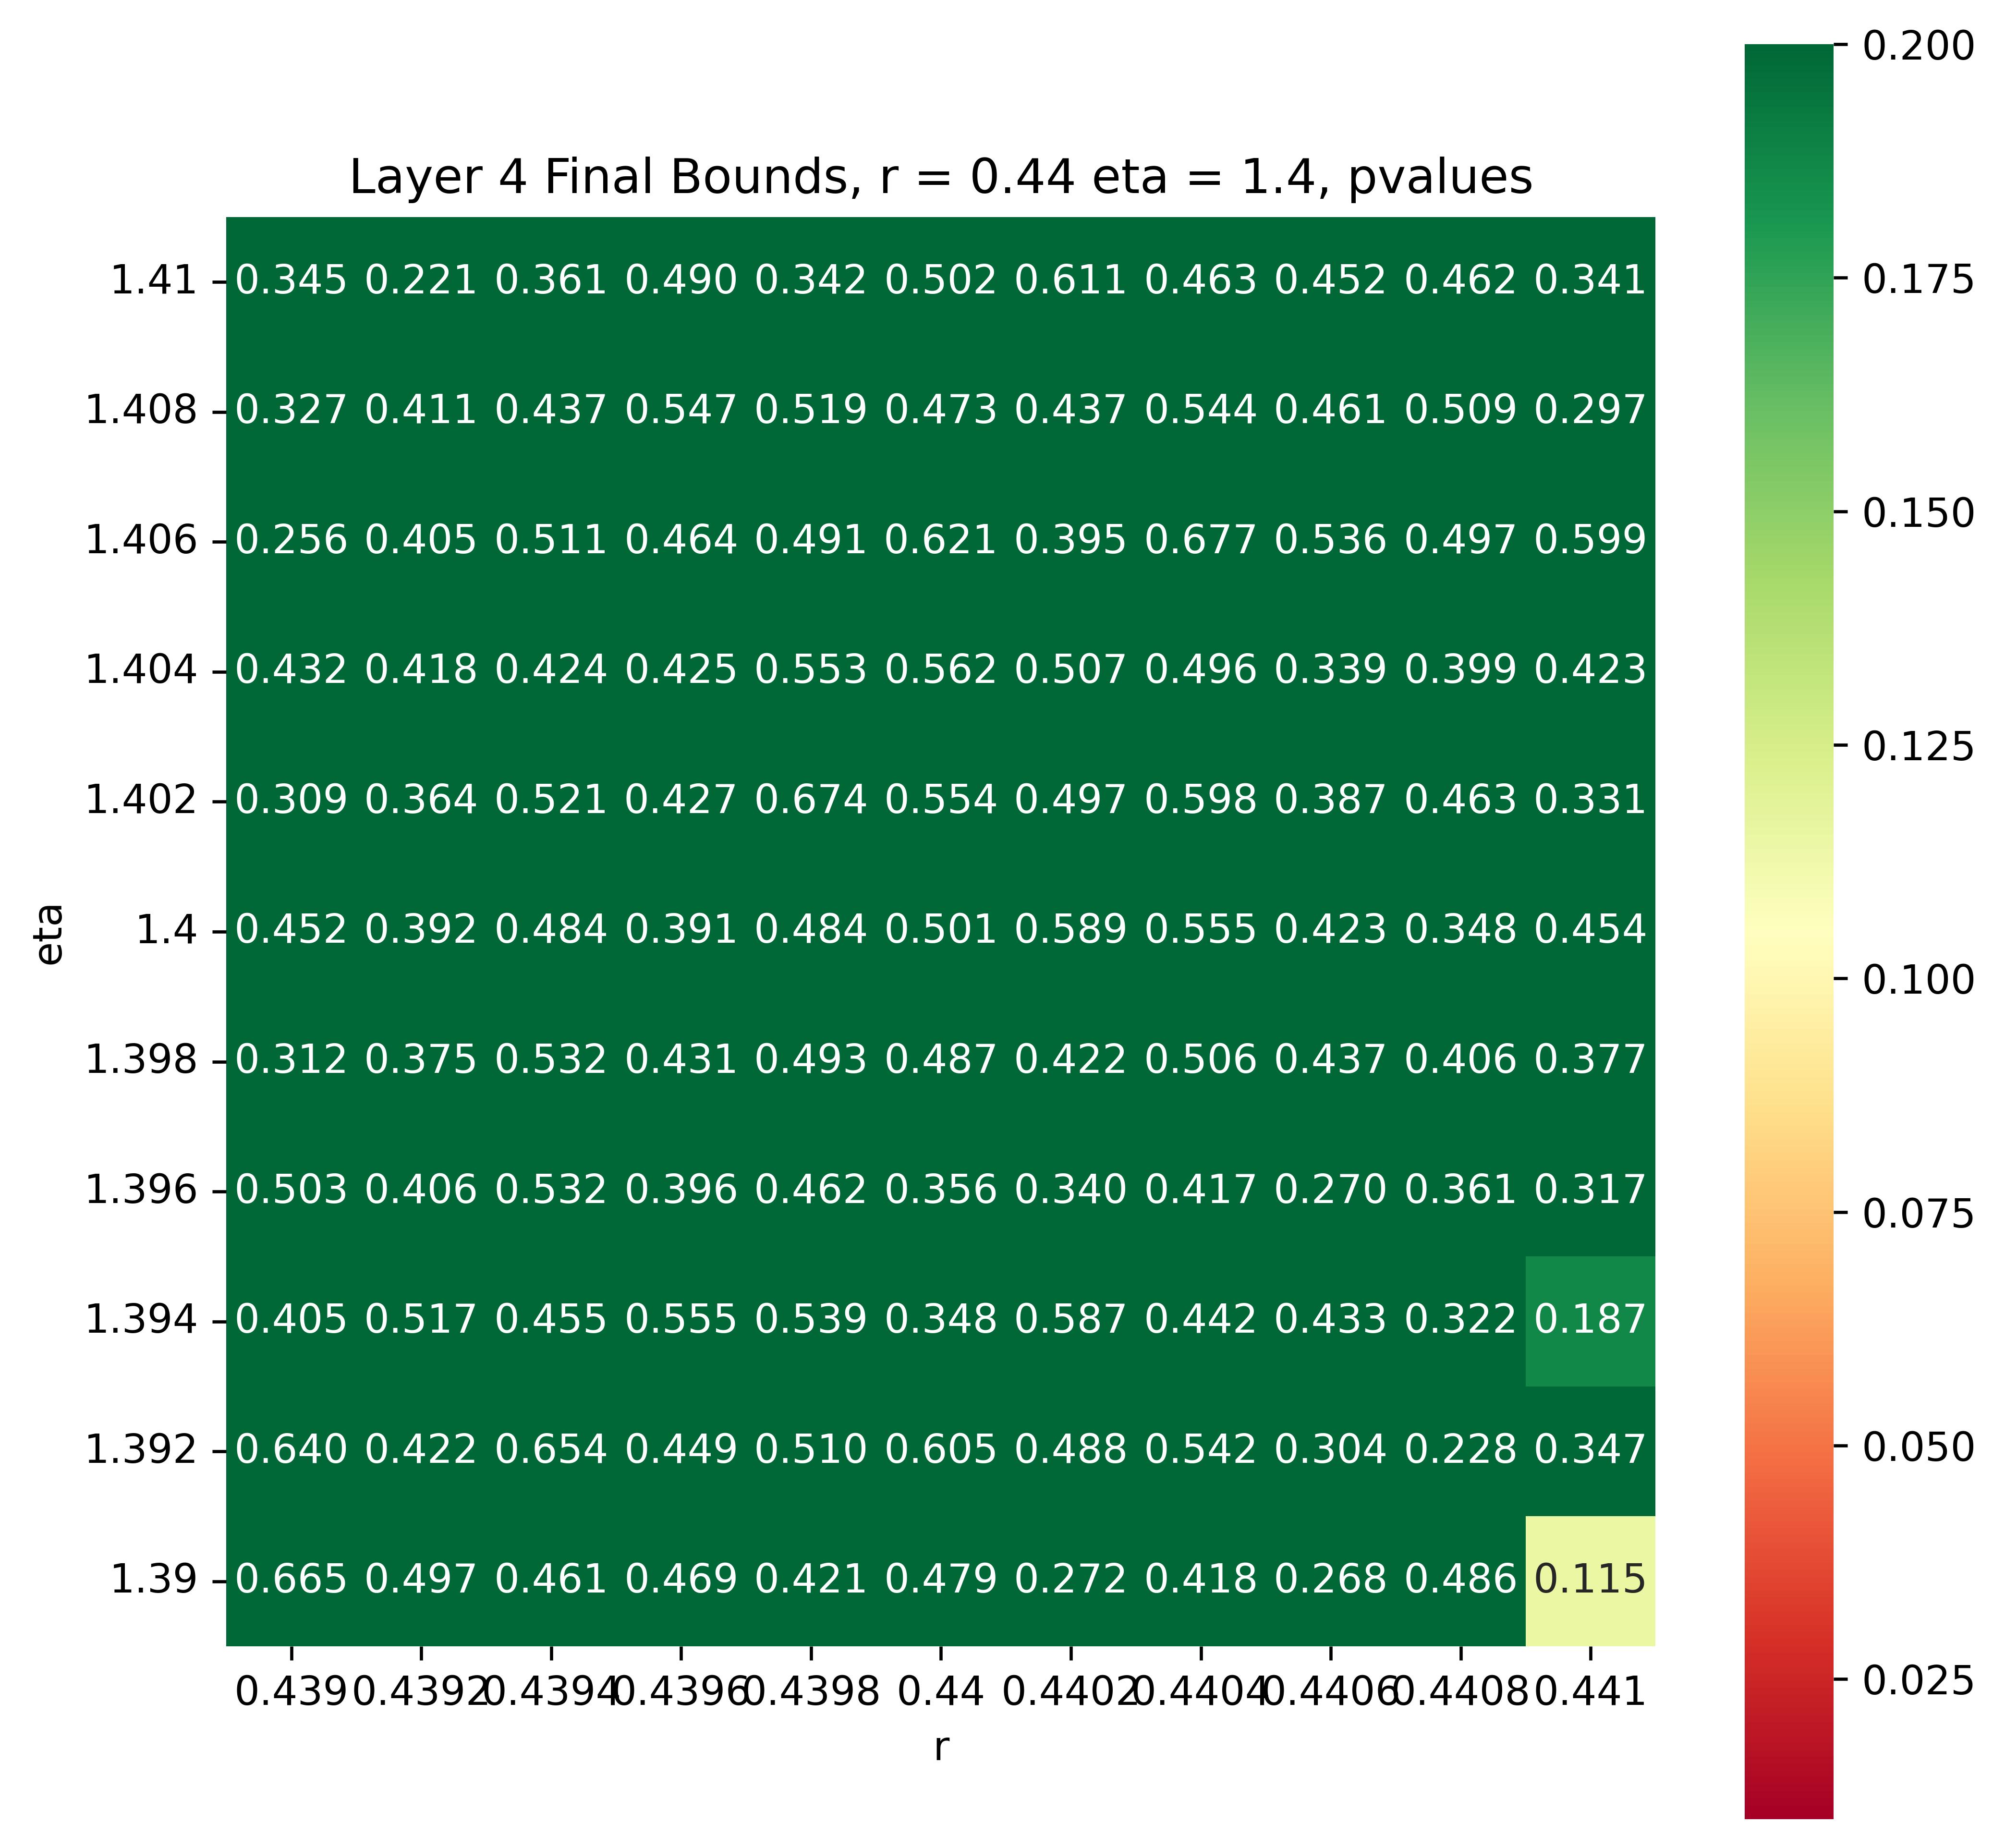 Layer 4 Final Bounds, r = 0.44 eta = 1.4, pvalues
1.41 0.345 0.221 0.361 0.490 0.342 0.502 0.611 0.463 0.452 0.462 0.341
1.408 0.327 0.411 0.437 0.547 0.519 0.473 0.437 0.544 0.461 0.509 0.297
1.406 0.256 0.405 0.511 0.464 0.491 0.621 0.395 0.677 0.536 0.497 0.599
1.404 0.432 0.418 0.424 0.425 0.553 0.562 0.507 0.496 0.339 0.399 0.423
1.402 0.309 0.364 0.521 0.427 0.674 0.554 0.497 0.598 0.387 0.463 0.331
1.4 0.452 0.392 0.484 0.391 0.484 0.501 0.589 0.555 0.423 0.348 0.454
1.398 0.312 0.375 0.532 0.431 0.493 0.487 0.422 0.506 0.437 0.406 0.377
1.396 0.503 0.406 0.532 0.396 0.462 0.356 0.340 0.417 0.270 0.361 0.317
1.394 0.405 0.517 0.455 0.555 0.539 0.348 0.587 0.442 0.433 0.322 0.187
1.392 0.640 0.422 0.654 0.449 0.510 0.605 0.488 0.542 0.304 0.228 0.347
1.39 0.665 0.497 0.461 0.469 0.421 0.479 0.272 0.418 0.268 0.486 0.115
0.439 0.4392 0.4394 0.4396 0.4398 0.44 0.4402 0.4404 0.4406 0.4408 0.441
r
eta
0.200
0.175
0.150
0.125
0.100
0.075
0.050
0.025